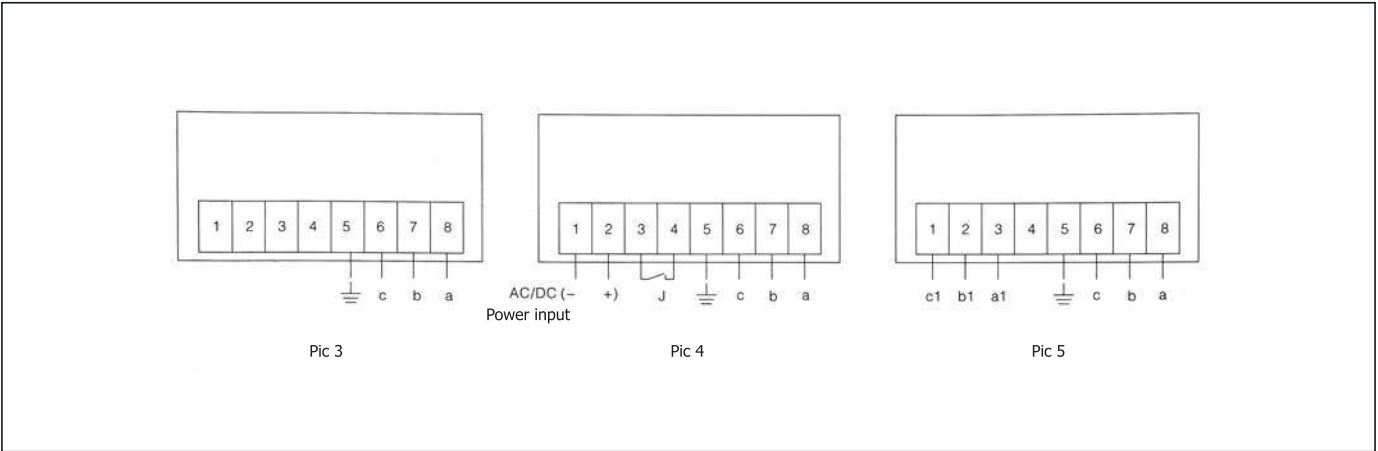 1 2 3 4 5 6 7 8
c b a
Pic 3
1 2 3 4 5 6 7 8
AC/DC (− +) J c b a
Power input
Pic 4
1 2 3 4 5 6 7 8
c1 b1 a1 c b a
Pic 5